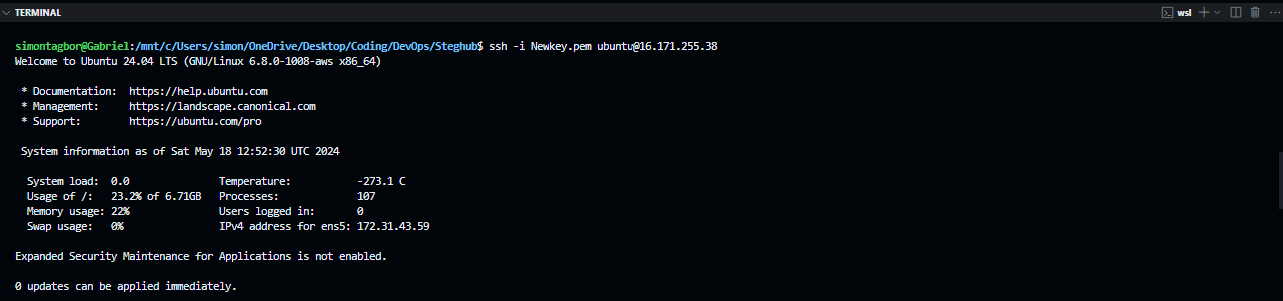 TERMINAL
wsl
simontagbor@Gabriel:/mnt/c/Users/simon/OneDrive/Desktop/Coding/DevOps/Steghub$ ssh -i Newkey.pem ubuntu@16.171.255.38
Welcome to Ubuntu 24.04 LTS (GNU/Linux 6.8.0-1008-aws x86_64)
* Documentation: https://help.ubuntu.com
* Management: https://landscape.canonical.com
* Support: https://ubuntu.com/pro
System information as of Sat May 18 12:52:30 UTC 2024
System load: 0.0 Temperature: -273.1 C
Usage of /: 23.2% of 6.71GB Processes: 107
Memory usage: 22% Users logged in: 0
Swap usage: 0% IPv4 address for ens5: 172.31.43.59
Expanded Security Maintenance for Applications is not enabled.
0 updates can be applied immediately.